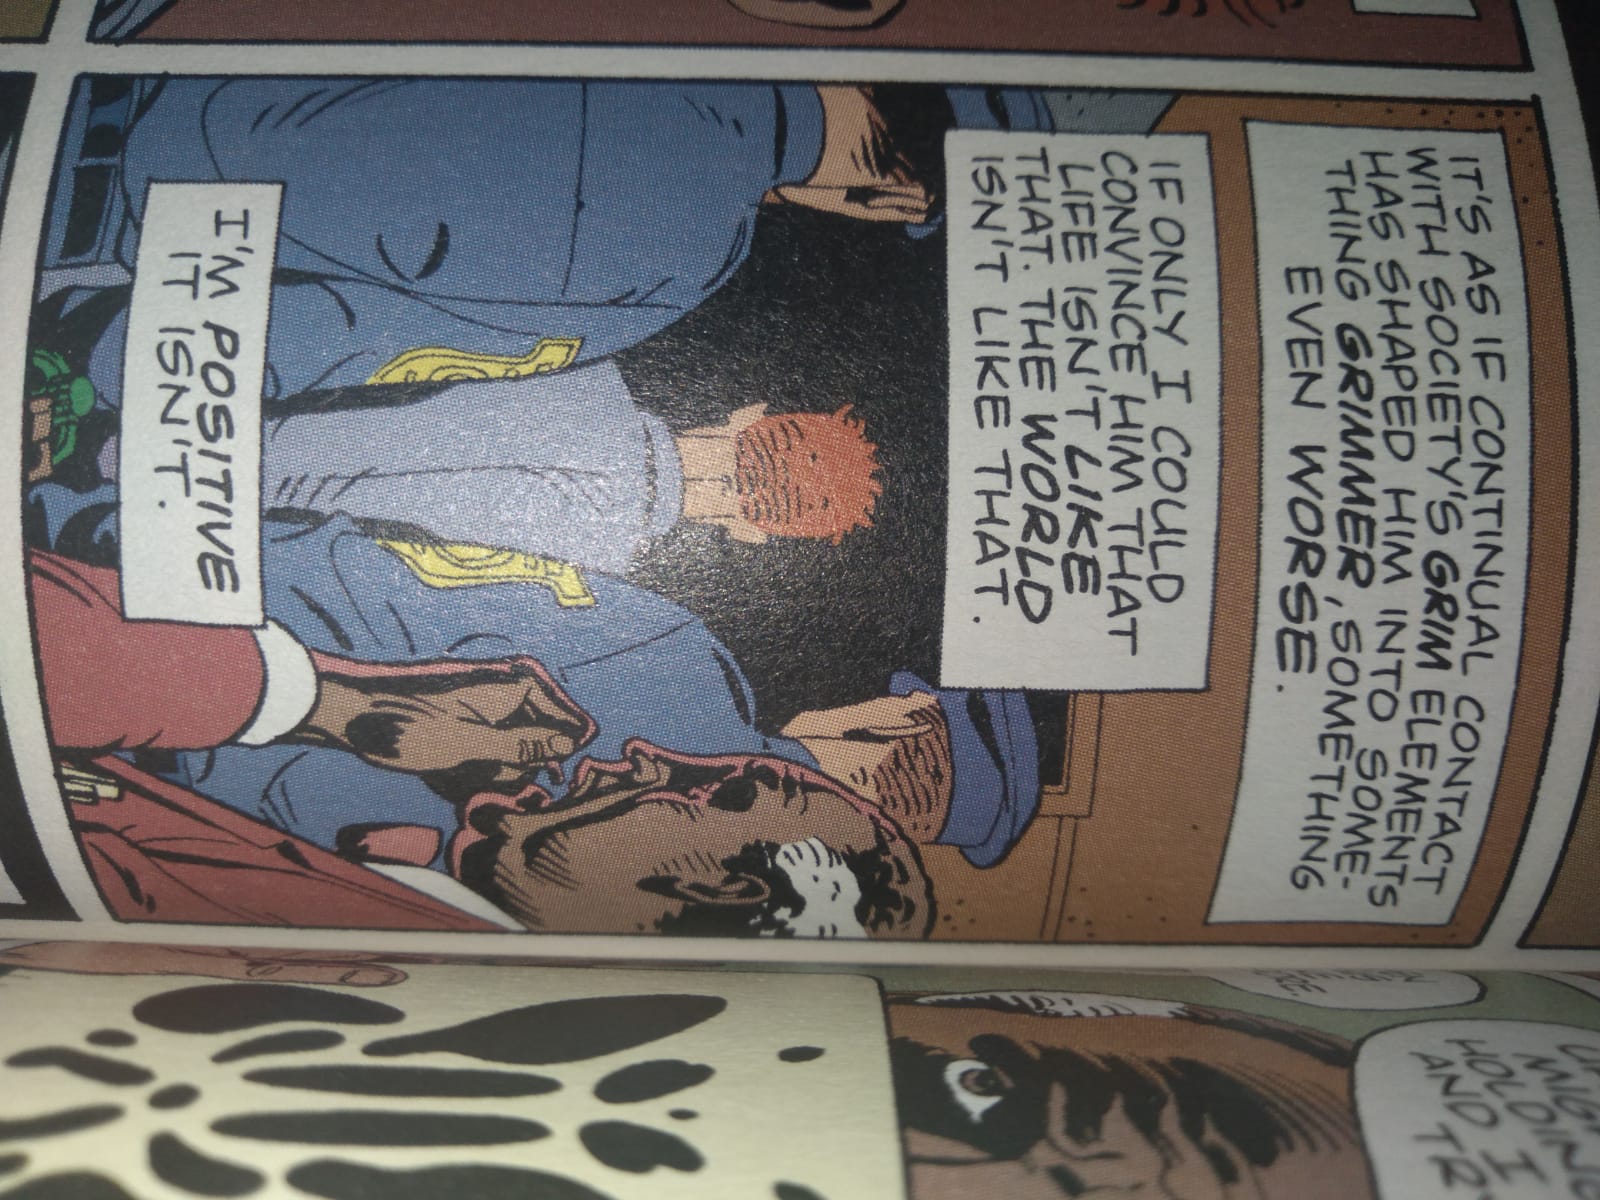 IT'S AS IF CONTINUAL CONTACT
WITH SOCIETY'S GRIM ELEMENTS
HAS SHAPED HIM INTO SOME-
THING GRIMMER, SOMETHING
EVEN WORSE.
IF ONLY I COULD
CONVINCE HIM THAT
LIFE ISN'T LIKE
THAT. THE WORLD
ISN'T LIKE THAT.
I'M POSITIVE
IT ISN'T.
HOLDING
AND I